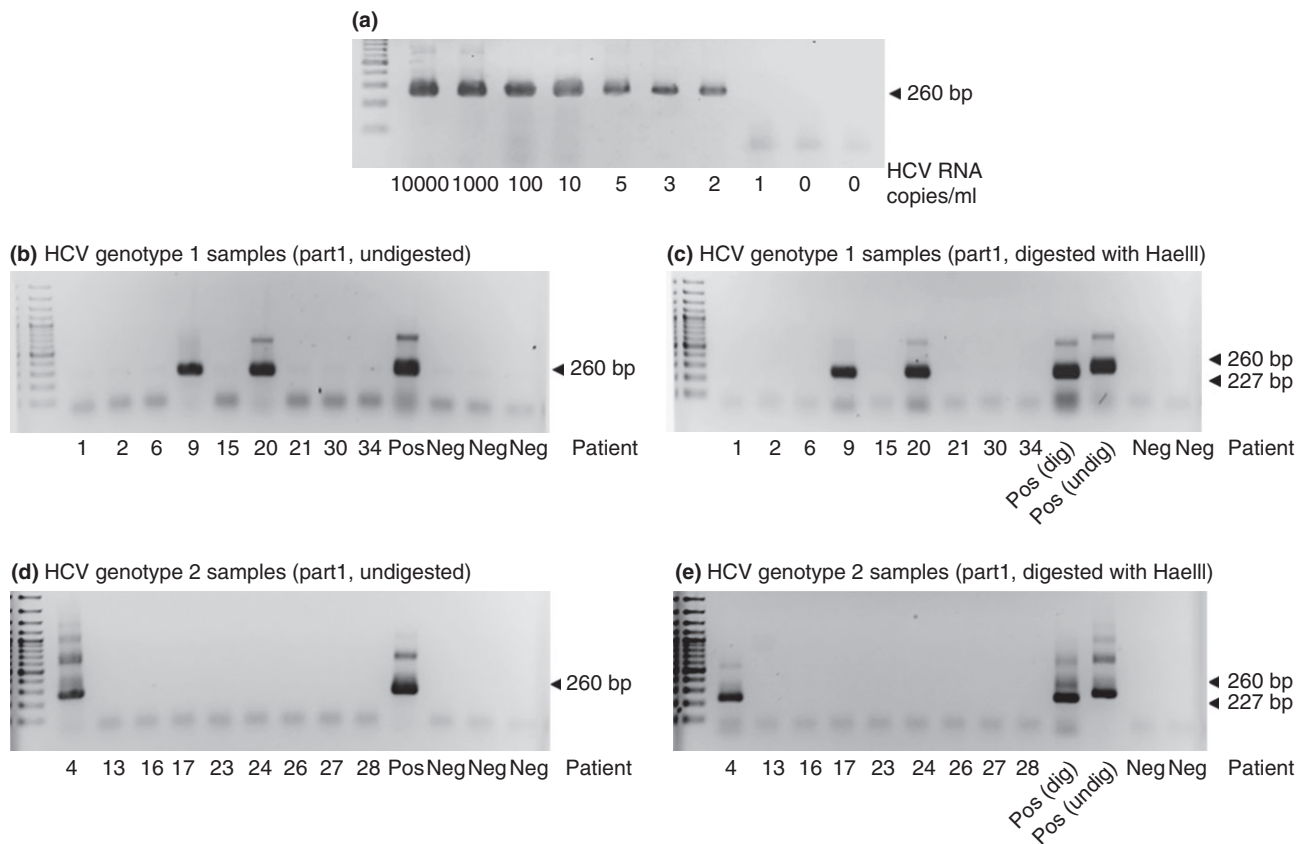 (a)
◄ 260 bp
10000 1000 100 10 5 3 2 1 0 0 HCV RNA copies/ml
(b) HCV genotype 1 samples (part1, undigested)
◄ 260 bp
1 2 6 9 15 20 21 30 34 Pos Neg Neg Neg Patient
(c) HCV genotype 1 samples (part1, digested with HaeIII)
◄ 260 bp
◄ 227 bp
1 2 6 9 15 20 21 30 34 Pos (dig) Pos (undig) Neg Neg Patient
(d) HCV genotype 2 samples (part1, undigested)
◄ 260 bp
4 13 16 17 23 24 26 27 28 Pos Neg Neg Neg Patient
(e) HCV genotype 2 samples (part1, digested with HaeIII)
◄ 260 bp
◄ 227 bp
4 13 16 17 23 24 26 27 28 Pos (dig) Pos (undig) Neg Neg Patient